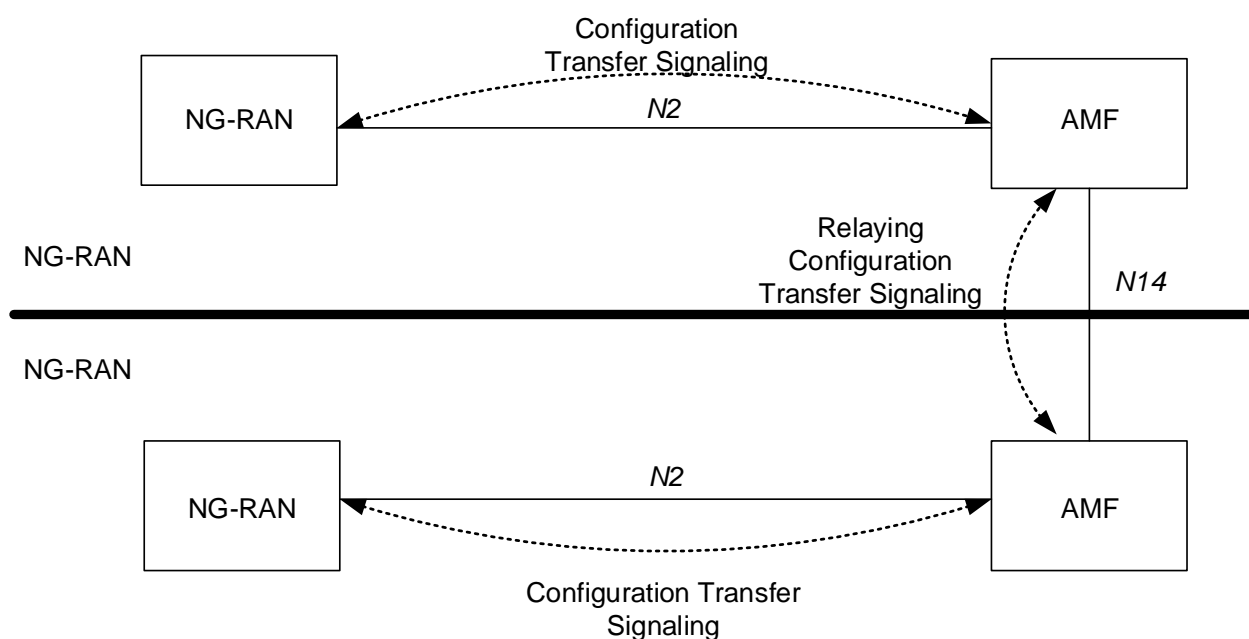 Configuration
Transfer Signaling
NG-RAN
N2
AMF
Relaying
Configuration
Transfer Signaling
NG-RAN
N14
NG-RAN
NG-RAN
N2
AMF
Configuration Transfer
Signaling